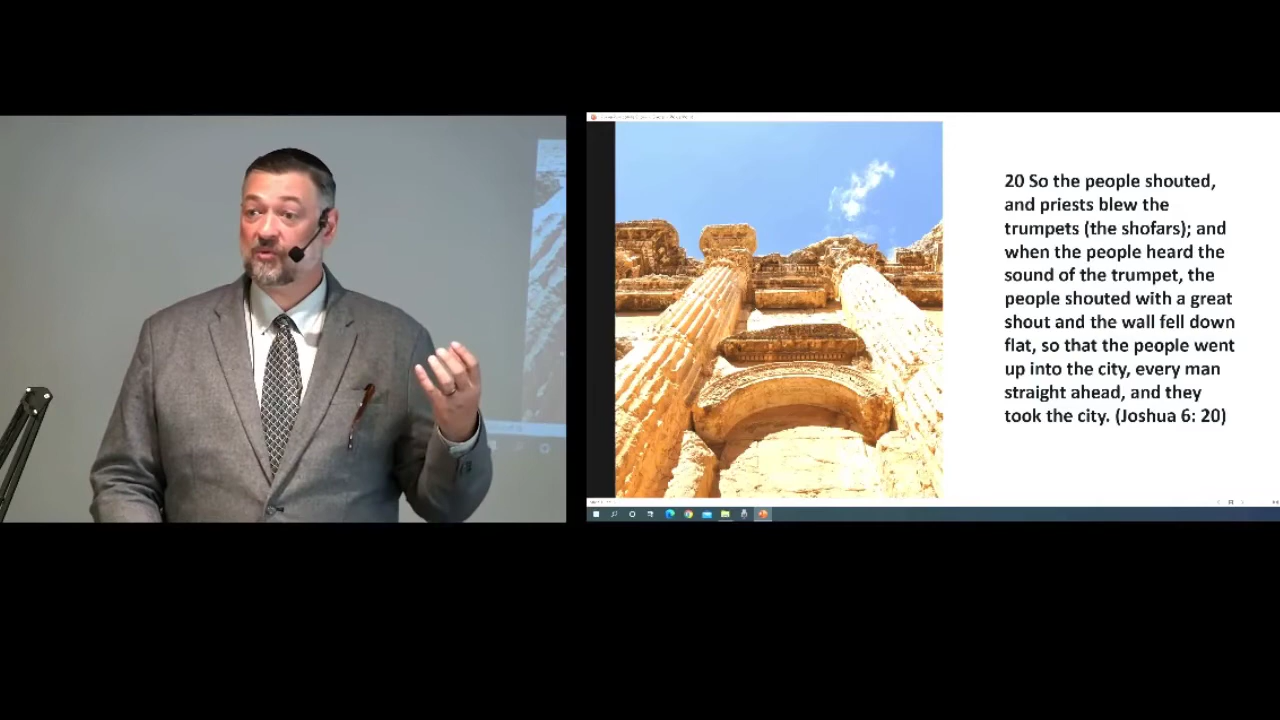 20 So the people shouted,
and priests blew the
trumpets (the shofars); and
when the people heard the
sound of the trumpet, the
people shouted with a great
shout and the wall fell down
flat, so that the people went
up into the city, every man
straight ahead, and they
took the city. (Joshua 6: 20)